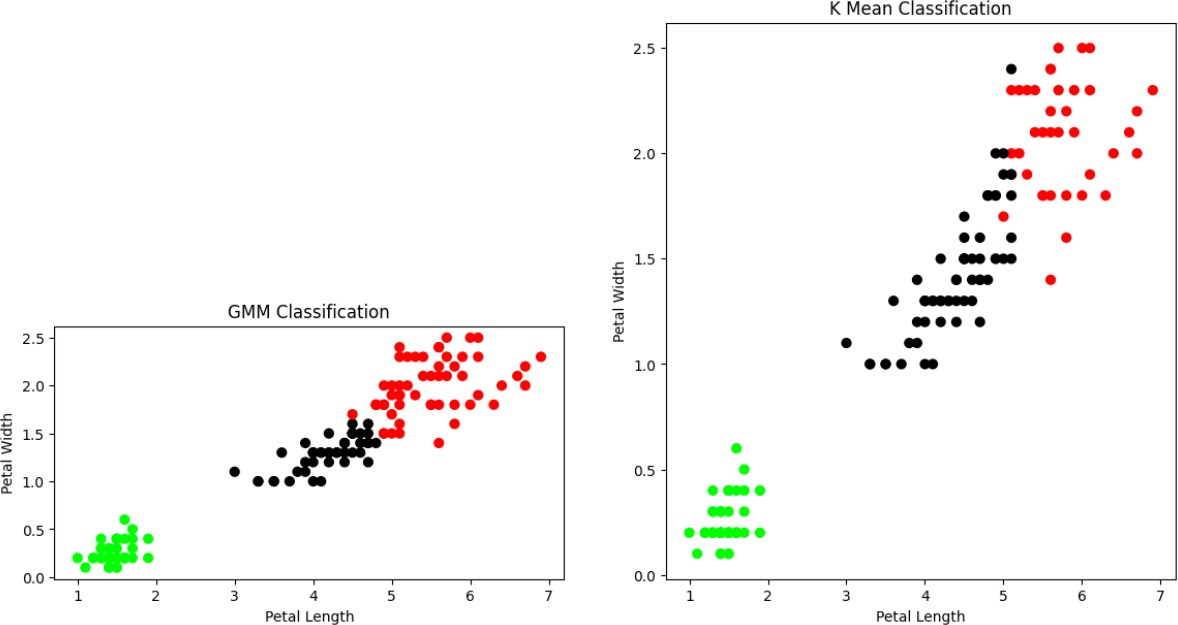 GMM Classification
2.5
2.0
1.5
1.0
0.5
0.0
Petal Width
1 2 3 4 5 6 7
Petal Length
K Mean Classification
2.5
2.0
1.5
1.0
0.5
0.0
Petal Width
1 2 3 4 5 6 7
Petal Length